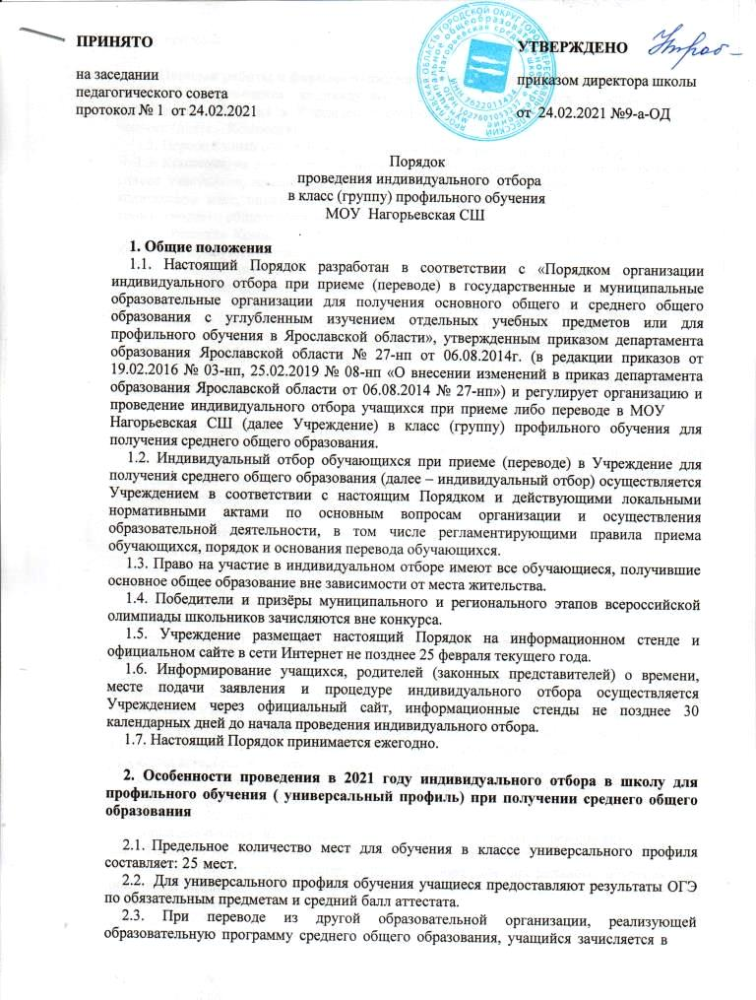 ПРИНЯТО
УТВЕРЖДЕНО
на заседании
приказом директора школы
педагогического совета
протокол № 1 от 24.02.2021
от 24.02.2021 №9-а-ОД
ИНН 7622011434
ОГРН 1027601053337
Порядок
проведения индивидуального отбора
в класс (группу) профильного обучения
МОУ Нагорьевская СШ
1. Общие положения
1.1. Настоящий Порядок разработан в соответствии с «Порядком организации
индивидуального отбора при приеме (переводе) в государственные и муниципальные
образовательные организации для получения основного общего и среднего общего
образования с углубленным изучением отдельных учебных предметов или для
профильного обучения в Ярославской области», утвержденным приказом департамента
образования Ярославской области № 27-нп от 06.08.2014г. (в редакции приказов от
19.02.2016 № 03-нп, 25.02.2019 № 08-нп «О внесении изменений в приказ департамента
образования Ярославской области от 06.08.2014 № 27-нп») и регулирует организацию и
проведение индивидуального отбора учащихся при приеме либо переводе в МОУ
Нагорьевская СШ (далее Учреждение) в класс (группу) профильного обучения для
получения среднего общего образования.
1.2. Индивидуальный отбор обучающихся при приеме (переводе) в Учреждение для
получения среднего общего образования (далее – индивидуальный отбор) осуществляется
Учреждением в соответствии с настоящим Порядком и действующими локальными
нормативными актами по основным вопросам организации и осуществления
образовательной деятельности, в том числе регламентирующими правила приема
обучающихся, порядок и основания перевода обучающихся.
1.3. Право на участие в индивидуальном отборе имеют все обучающиеся, получившие
основное общее образование вне зависимости от места жительства.
1.4. Победители и призёры муниципального и регионального этапов всероссийской
олимпиады школьников зачисляются вне конкурса.
1.5. Учреждение размещает настоящий Порядок на информационном стенде и
официальном сайте в сети Интернет не позднее 25 февраля текущего года.
1.6. Информирование учащихся, родителей (законных представителей) о времени,
месте подачи заявления и процедуре индивидуального отбора осуществляется
Учреждением через официальный сайт, информационные стенды не позднее 30
календарных дней до начала проведения индивидуального отбора.
1.7. Настоящий Порядок принимается ежегодно.
2. Особенности проведения в 2021 году индивидуального отбора в школу для
профильного обучения ( универсальный профиль) при получении среднего общего
образования
2.1. Предельное количество мест для обучения в классе универсального профиля
составляет: 25 мест.
2.2. Для универсального профиля обучения учащиеся предоставляют результаты ОГЭ
по обязательным предметам и средний балл аттестата.
2.3. При переводе из другой образовательной организации, реализующей
образовательную программу среднего общего образования, учащийся зачисляется в